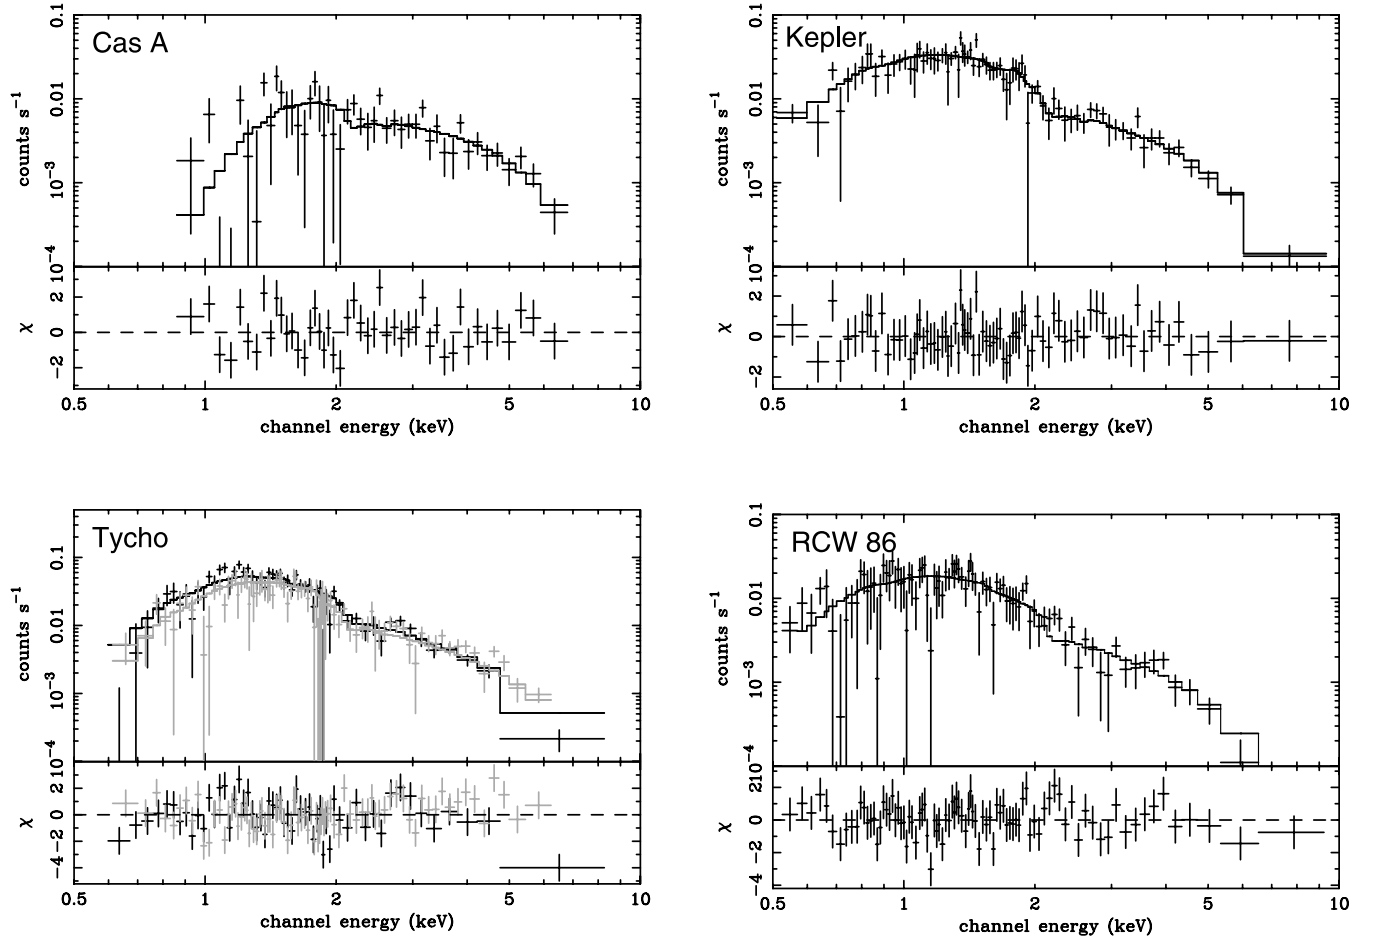 Cas A
counts s⁻¹
0.1
0.01
10⁻³
10⁻⁴
χ
2
0
−2
0.5 1 2 5 10
channel energy (keV)
Kepler
counts s⁻¹
0.1
0.01
10⁻³
10⁻⁴
χ
2
0
−2
0.5 1 2 5 10
channel energy (keV)
Tycho
counts s⁻¹
0.1
0.01
10⁻³
10⁻⁴
χ
2
0
−2
−4
0.5 1 2 5 10
channel energy (keV)
RCW 86
counts s⁻¹
0.1
0.01
10⁻³
10⁻⁴
χ
2
0
−2
−4
0.5 1 2 5 10
channel energy (keV)